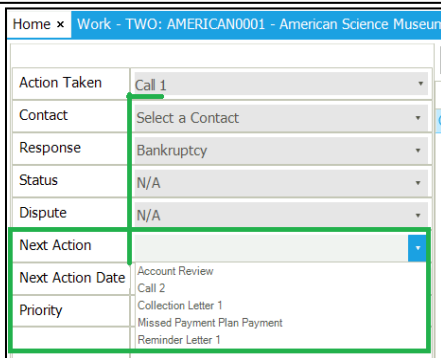 Home × Work - TWO: AMERICAN0001 - American Science Museum
Action Taken Call 1
Contact Select a Contact
Response Bankruptcy
Status N/A
Dispute N/A
Next Action
Next Action Date Account Review
Call 2
Priority Collection Letter 1
Missed Payment Plan Payment
Reminder Letter 1